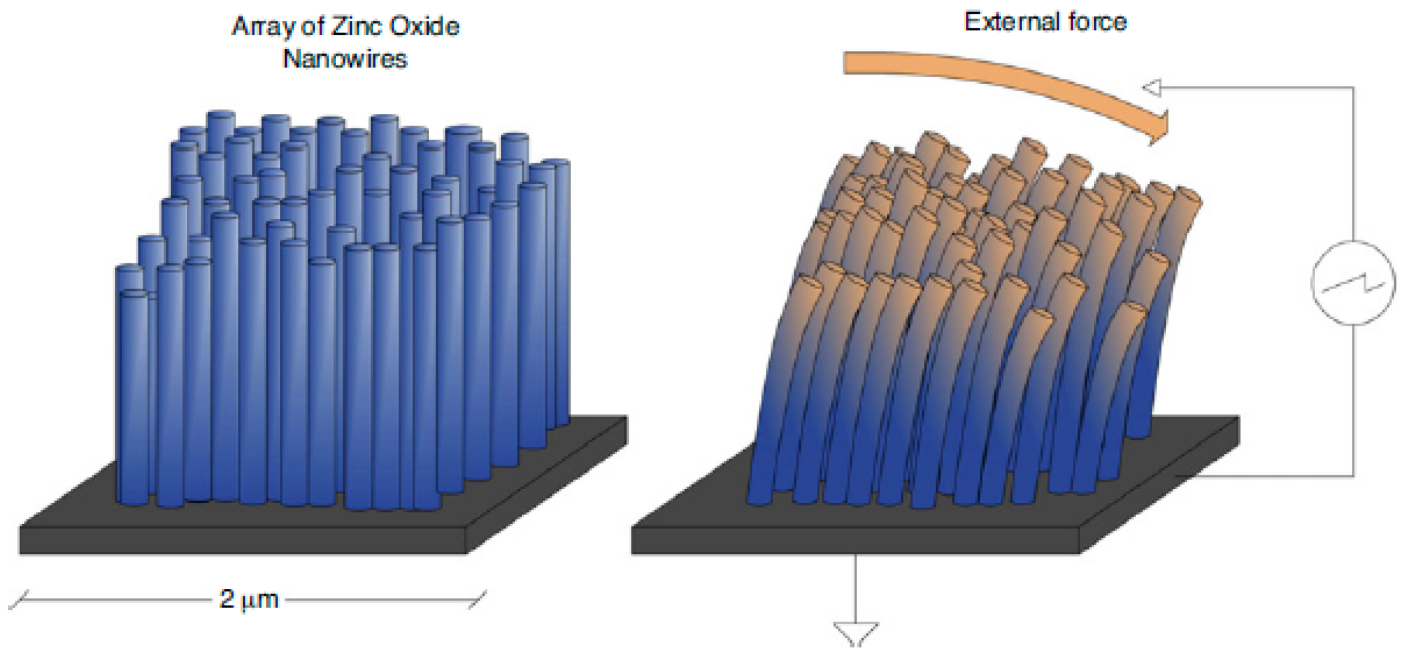 Array of Zinc Oxide
Nanowires
External force
2 μm